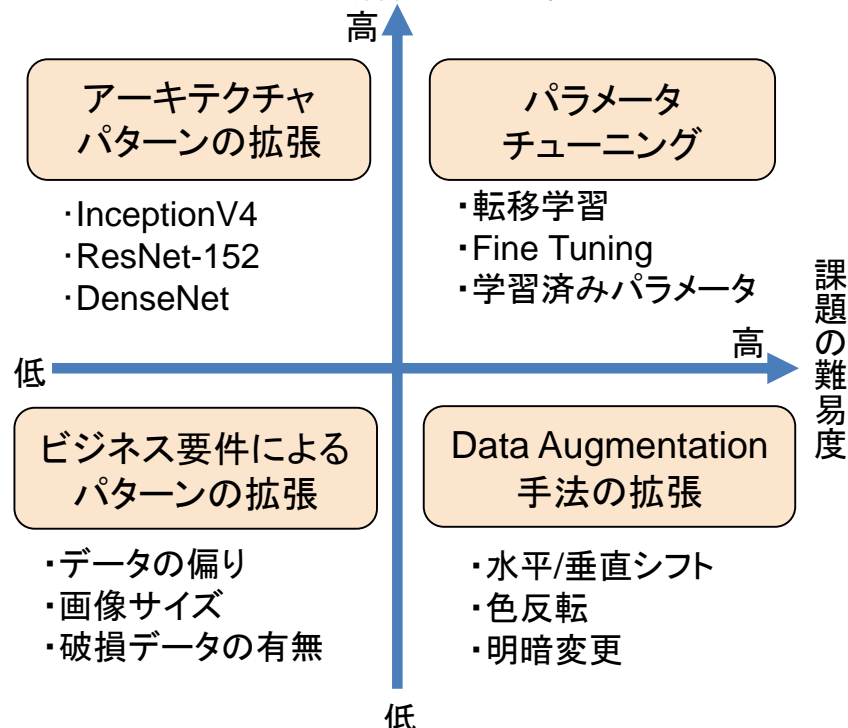 高
アーキテクチャ
パターンの拡張
・InceptionV4
・ResNet-152
・DenseNet
パラメータ
チューニング
・転移学習
・Fine Tuning
・学習済みパラメータ
低
高
課題の難易度
ビジネス要件による
パターンの拡張
・データの偏り
・画像サイズ
・破損データの有無
Data Augmentation
手法の拡張
・水平/垂直シフト
・色反転
・明暗変更
低